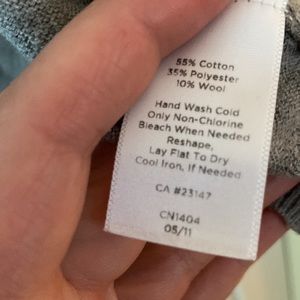 55% Cotton
35% Polyester
10% Wool
Hand Wash Cold
Only Non-Chlorine
Bleach When Needed
Reshape,
Lay Flat To Dry
Cool Iron, If Needed
CA #23147
CN1404
05/11